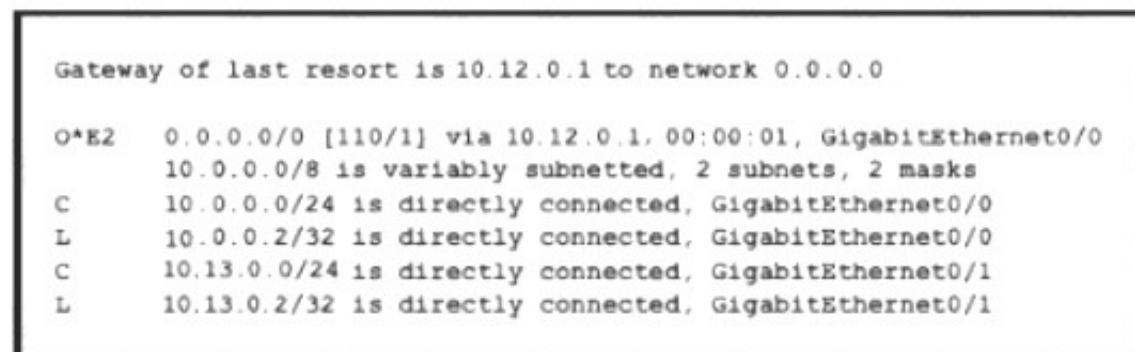 Gateway of last resort is 10.12.0.1 to network 0.0.0.0
O*E2 0.0.0.0/0 [110/1] via 10.12.0.1, 00:00:01, GigabitEthernet0/0
10.0.0.0/8 is variably subnetted, 2 subnets, 2 masks
C 10.0.0.0/24 is directly connected, GigabitEthernet0/0
L 10.0.0.2/32 is directly connected, GigabitEthernet0/0
C 10.13.0.0/24 is directly connected, GigabitEthernet0/1
L 10.13.0.2/32 is directly connected, GigabitEthernet0/1